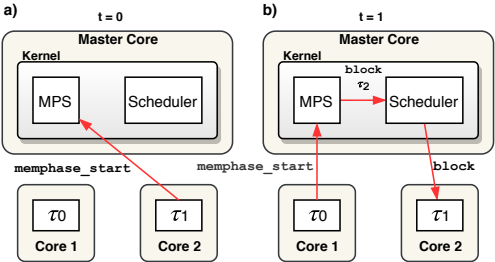 a)
t = 0
Master Core
Kernel
MPS
Scheduler
memphase_start
τ0
Core 1
τ1
Core 2
b)
t = 1
Master Core
Kernel
block
τ2
MPS
Scheduler
memphase_start
block
τ0
Core 1
τ1
Core 2